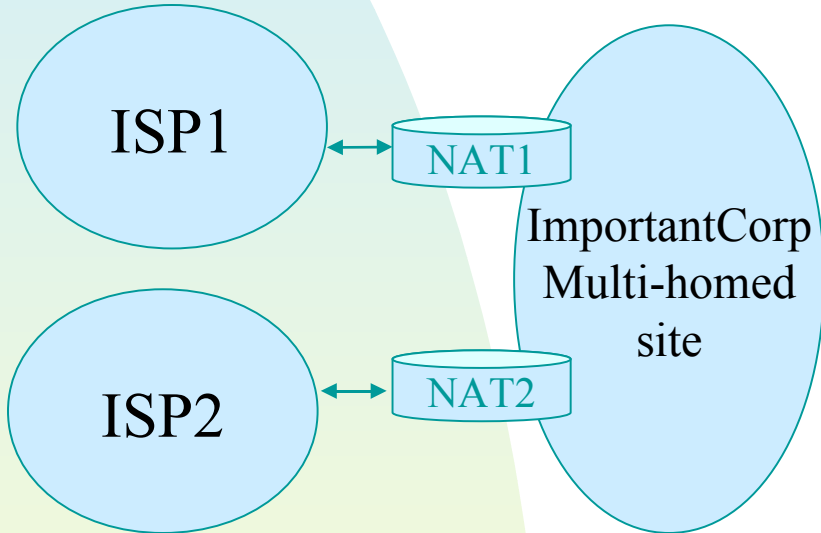 ISP1
NAT1
ImportantCorp
Multi-homed
site
ISP2
NAT2